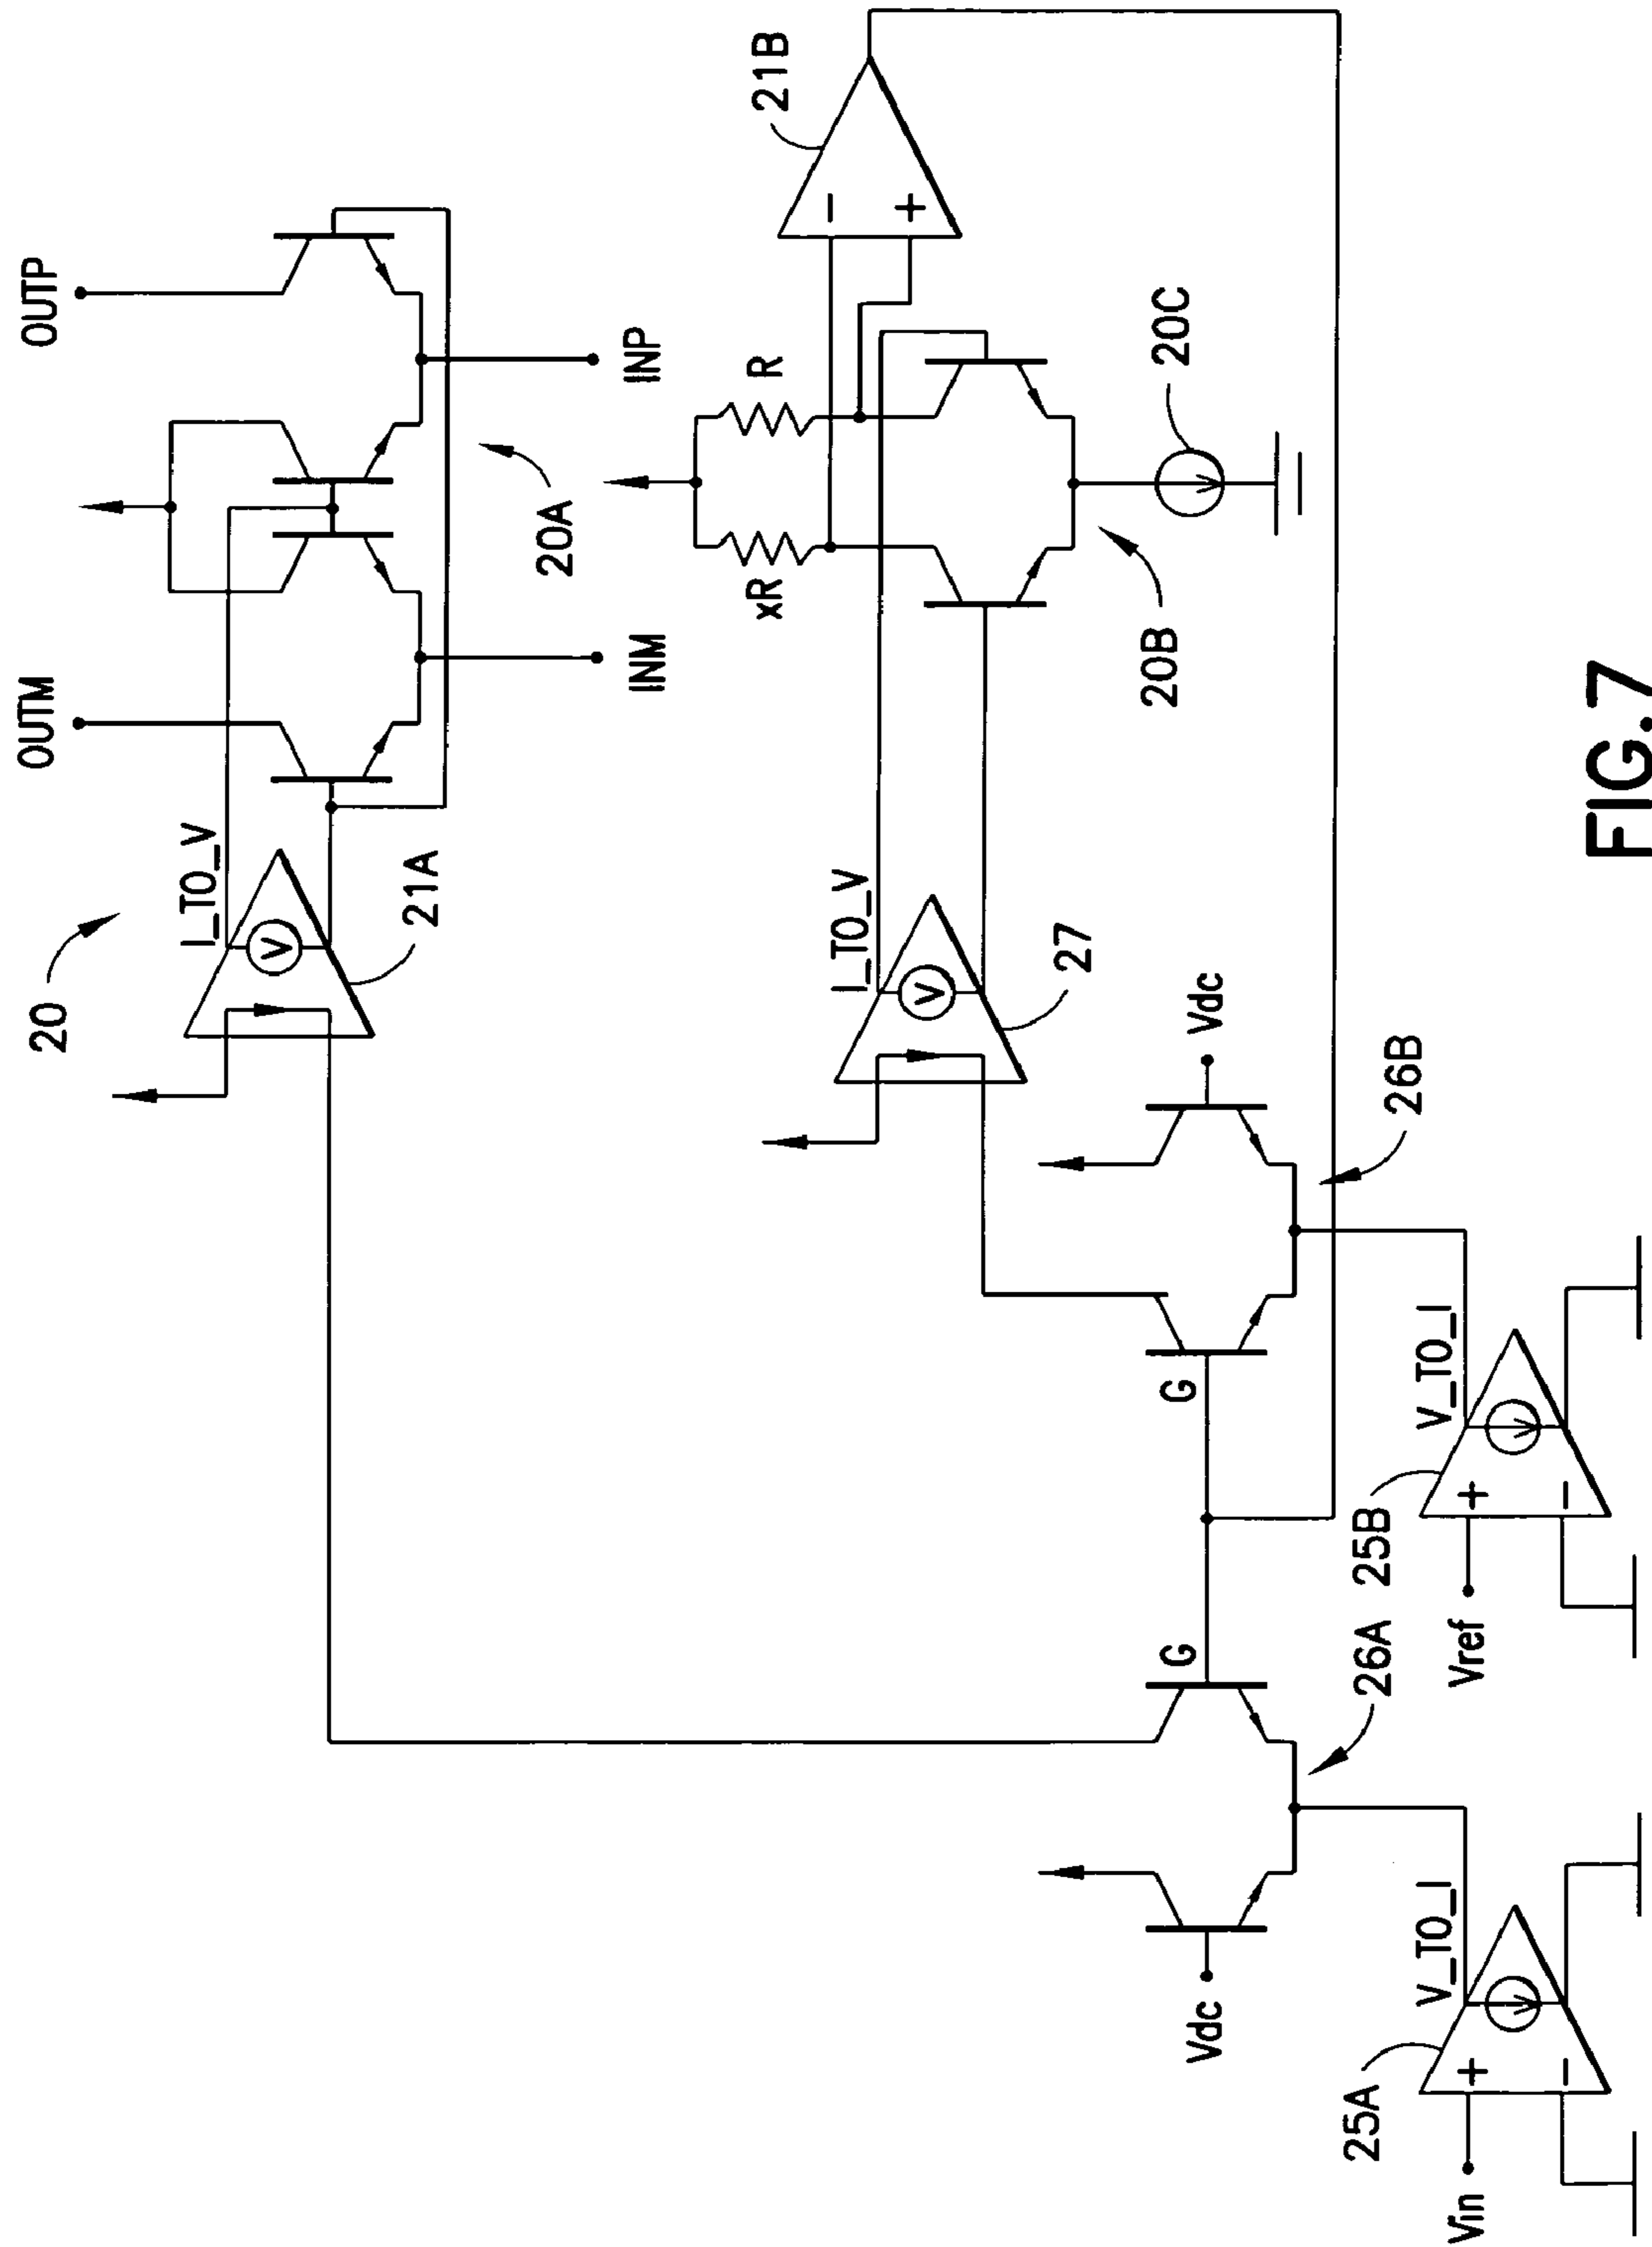 20
OUTM
OUTP
I_TO_V
V
21A
20A
INM
INP
xR
R
21B
−
+
I_TO_V
V
27
20B
20C
Vdc
G
G
Vdc
26A
26B
25A
V_TO_I
+
−
Vin
25B
V_TO_I
+
−
Vref
FIG.7